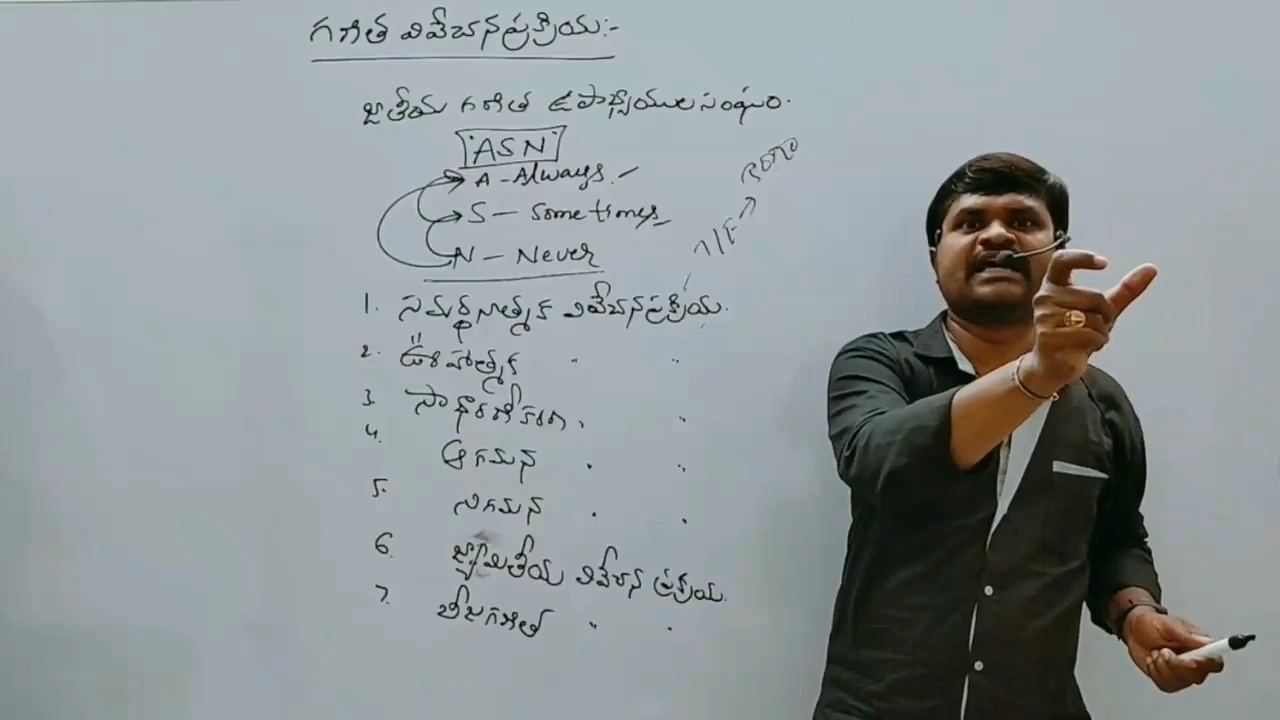 గణిత వివేచన ప్రక్రియ:-
జాతీయ గణిత ఉపాధ్యాయుల సంఘం.
ASN
A - Always.
S - Sometimes
N - Never
T/F →
1. సమర్థనాత్మక వివేచన ప్రక్రియ.
2. ఊహాత్మక " "
3. సాధారణీకరణ " "
4. ఆగమన " "
5. నిగమన " "
6. జ్యామితీయ వివేచన ప్రక్రియ.
7. బీజగణిత " "